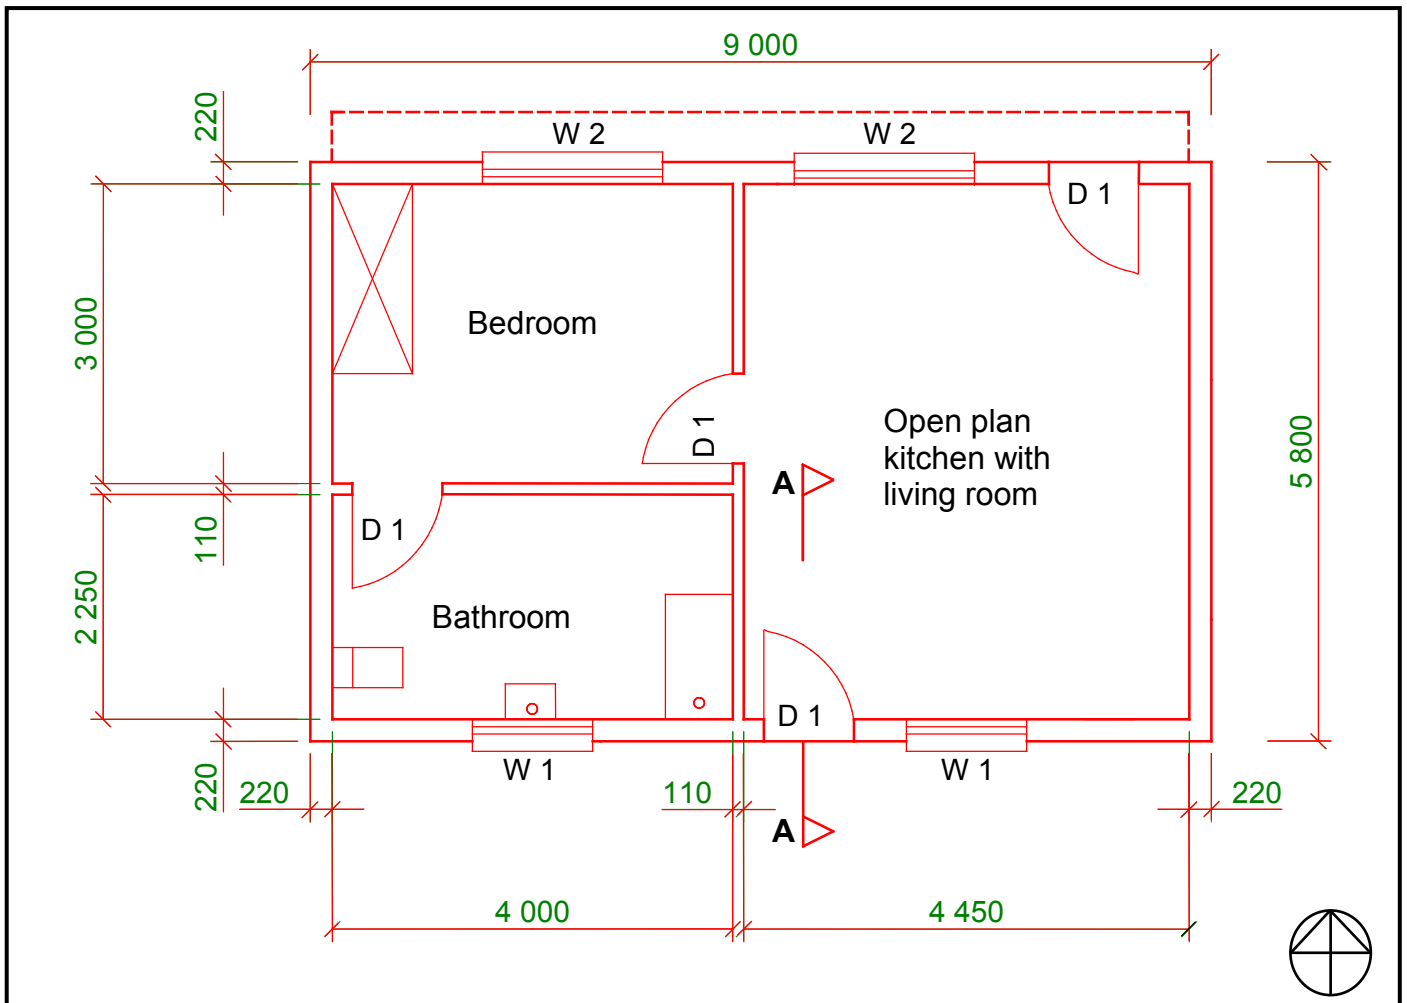 9 000
220
W 2
W 2
D 1
3 000
Bedroom
D 1
Open plan
kitchen with
living room
5 800
A
110
D 1
2 250
Bathroom
D 1
220
W 1
W 1
220
110
220
A
4 000
4 450